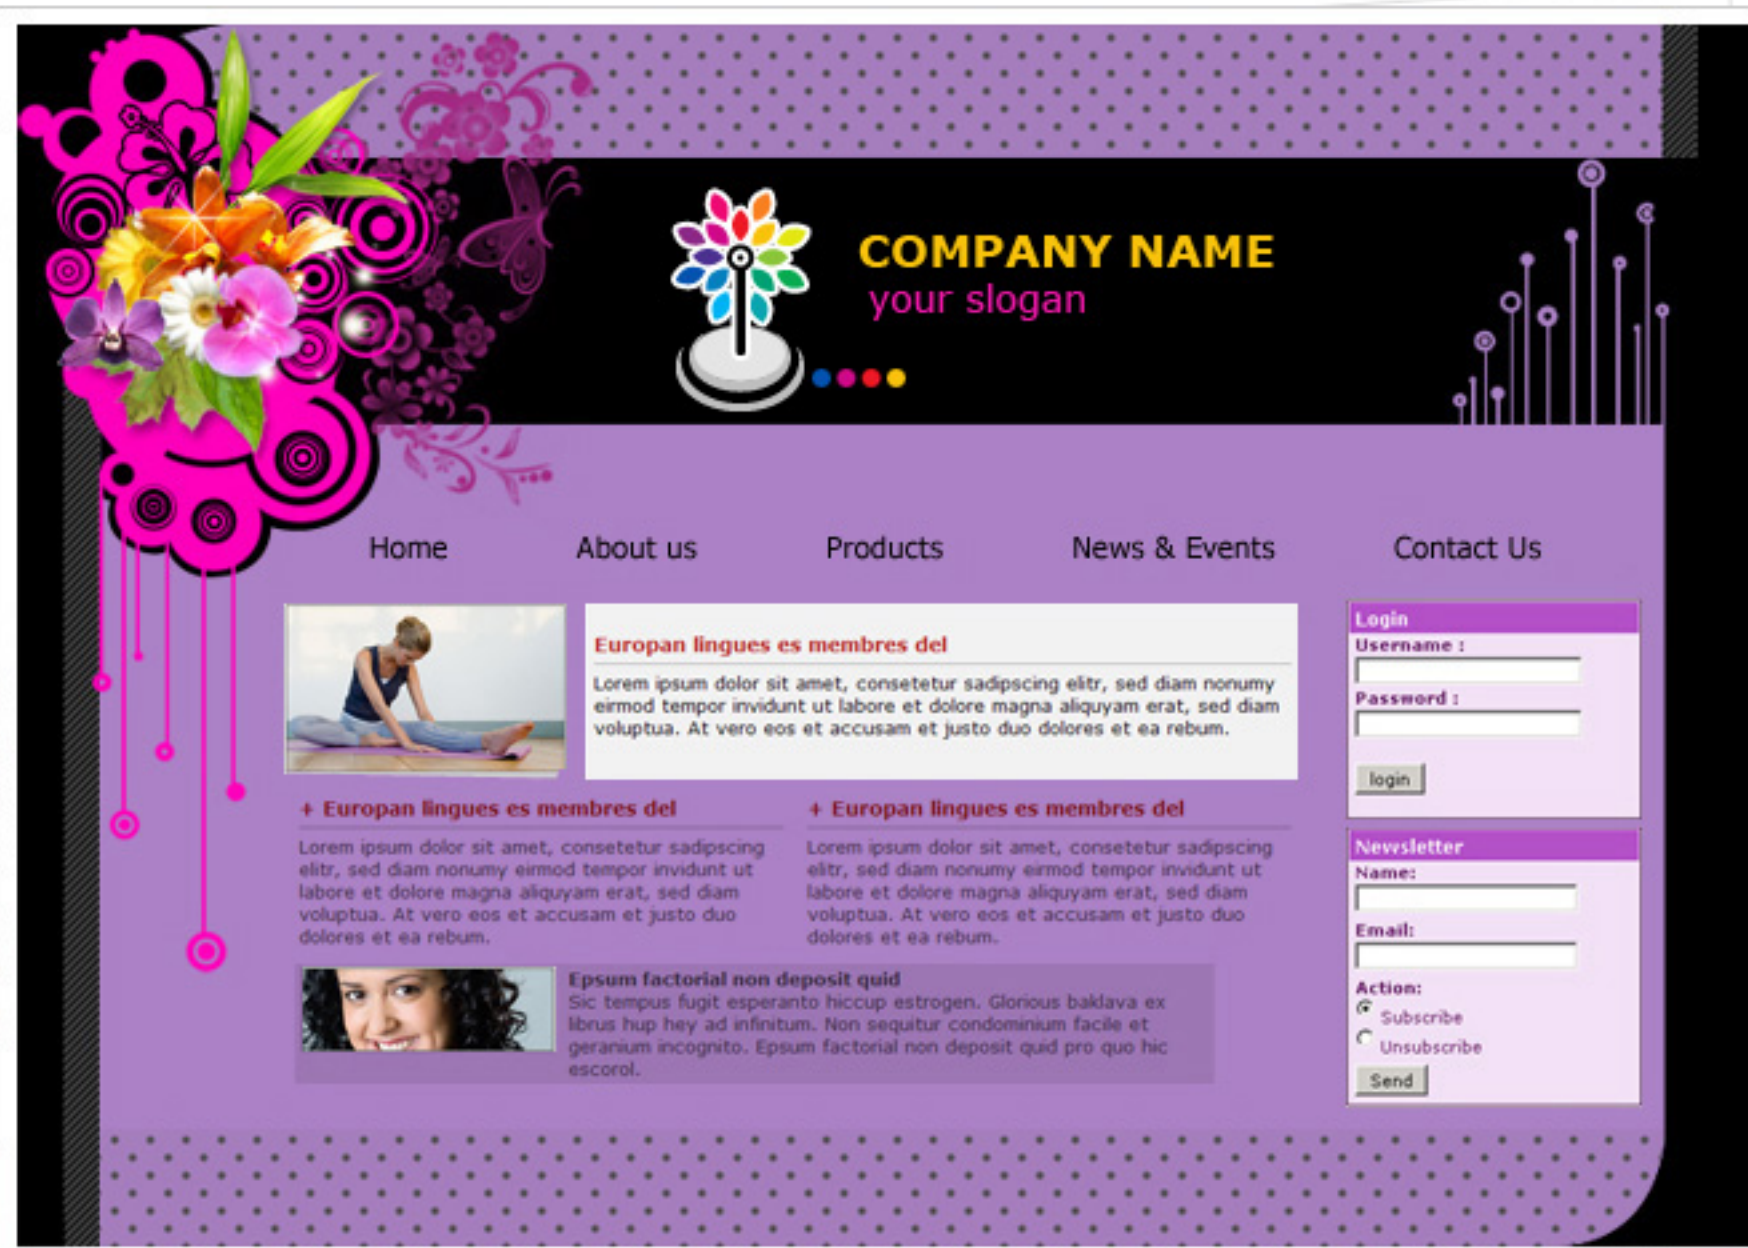 COMPANY NAME
your slogan
Home
About us
Products
News & Events
Contact Us
Europan lingues es membres del
Lorem ipsum dolor sit amet, consetetur sadipscing elitr, sed diam nonumy
eirmod tempor invidunt ut labore et dolore magna aliquyam erat, sed diam
voluptua. At vero eos et accusam et justo duo dolores et ea rebum.
+ Europan lingues es membres del
Lorem ipsum dolor sit amet, consetetur sadipscing
elitr, sed diam nonumy eirmod tempor invidunt ut
labore et dolore magna aliquyam erat, sed diam
voluptua. At vero eos et accusam et justo duo
dolores et ea rebum.
+ Europan lingues es membres del
Lorem ipsum dolor sit amet, consetetur sadipscing
elitr, sed diam nonumy eirmod tempor invidunt ut
labore et dolore magna aliquyam erat, sed diam
voluptua. At vero eos et accusam et justo duo
dolores et ea rebum.
Epsum factorial non deposit quid
Sic tempus fugit esperanto hiccup estrogen. Glorious baklava ex
librus hup hey ad infinitum. Non sequitur condominium facile et
geranium incognito. Epsum factorial non deposit quid pro quo hic
escorol.
Login
Username :
Password :
login
Newsletter
Name:
Email:
Action:
Subscribe
Unsubscribe
Send